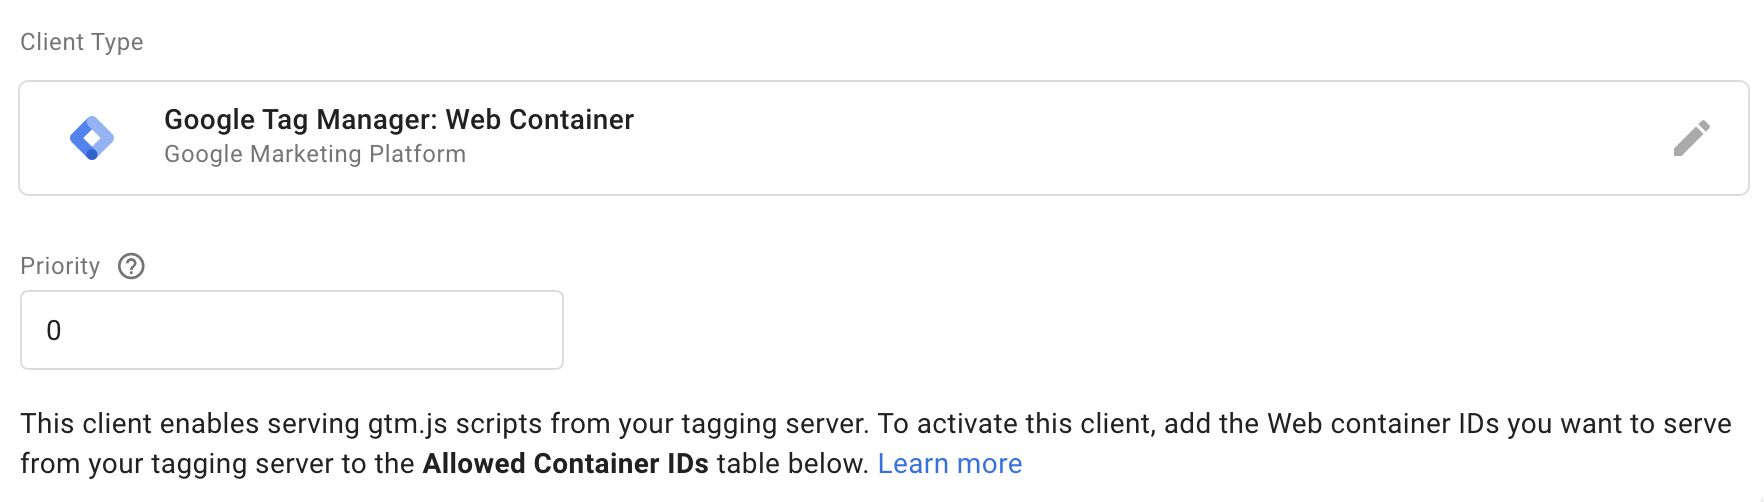 Client Type
Google Tag Manager: Web Container
Google Marketing Platform
Priority
0
This client enables serving gtm.js scripts from your tagging server. To activate this client, add the Web container IDs you want to serve
from your tagging server to the Allowed Container IDs table below. Learn more